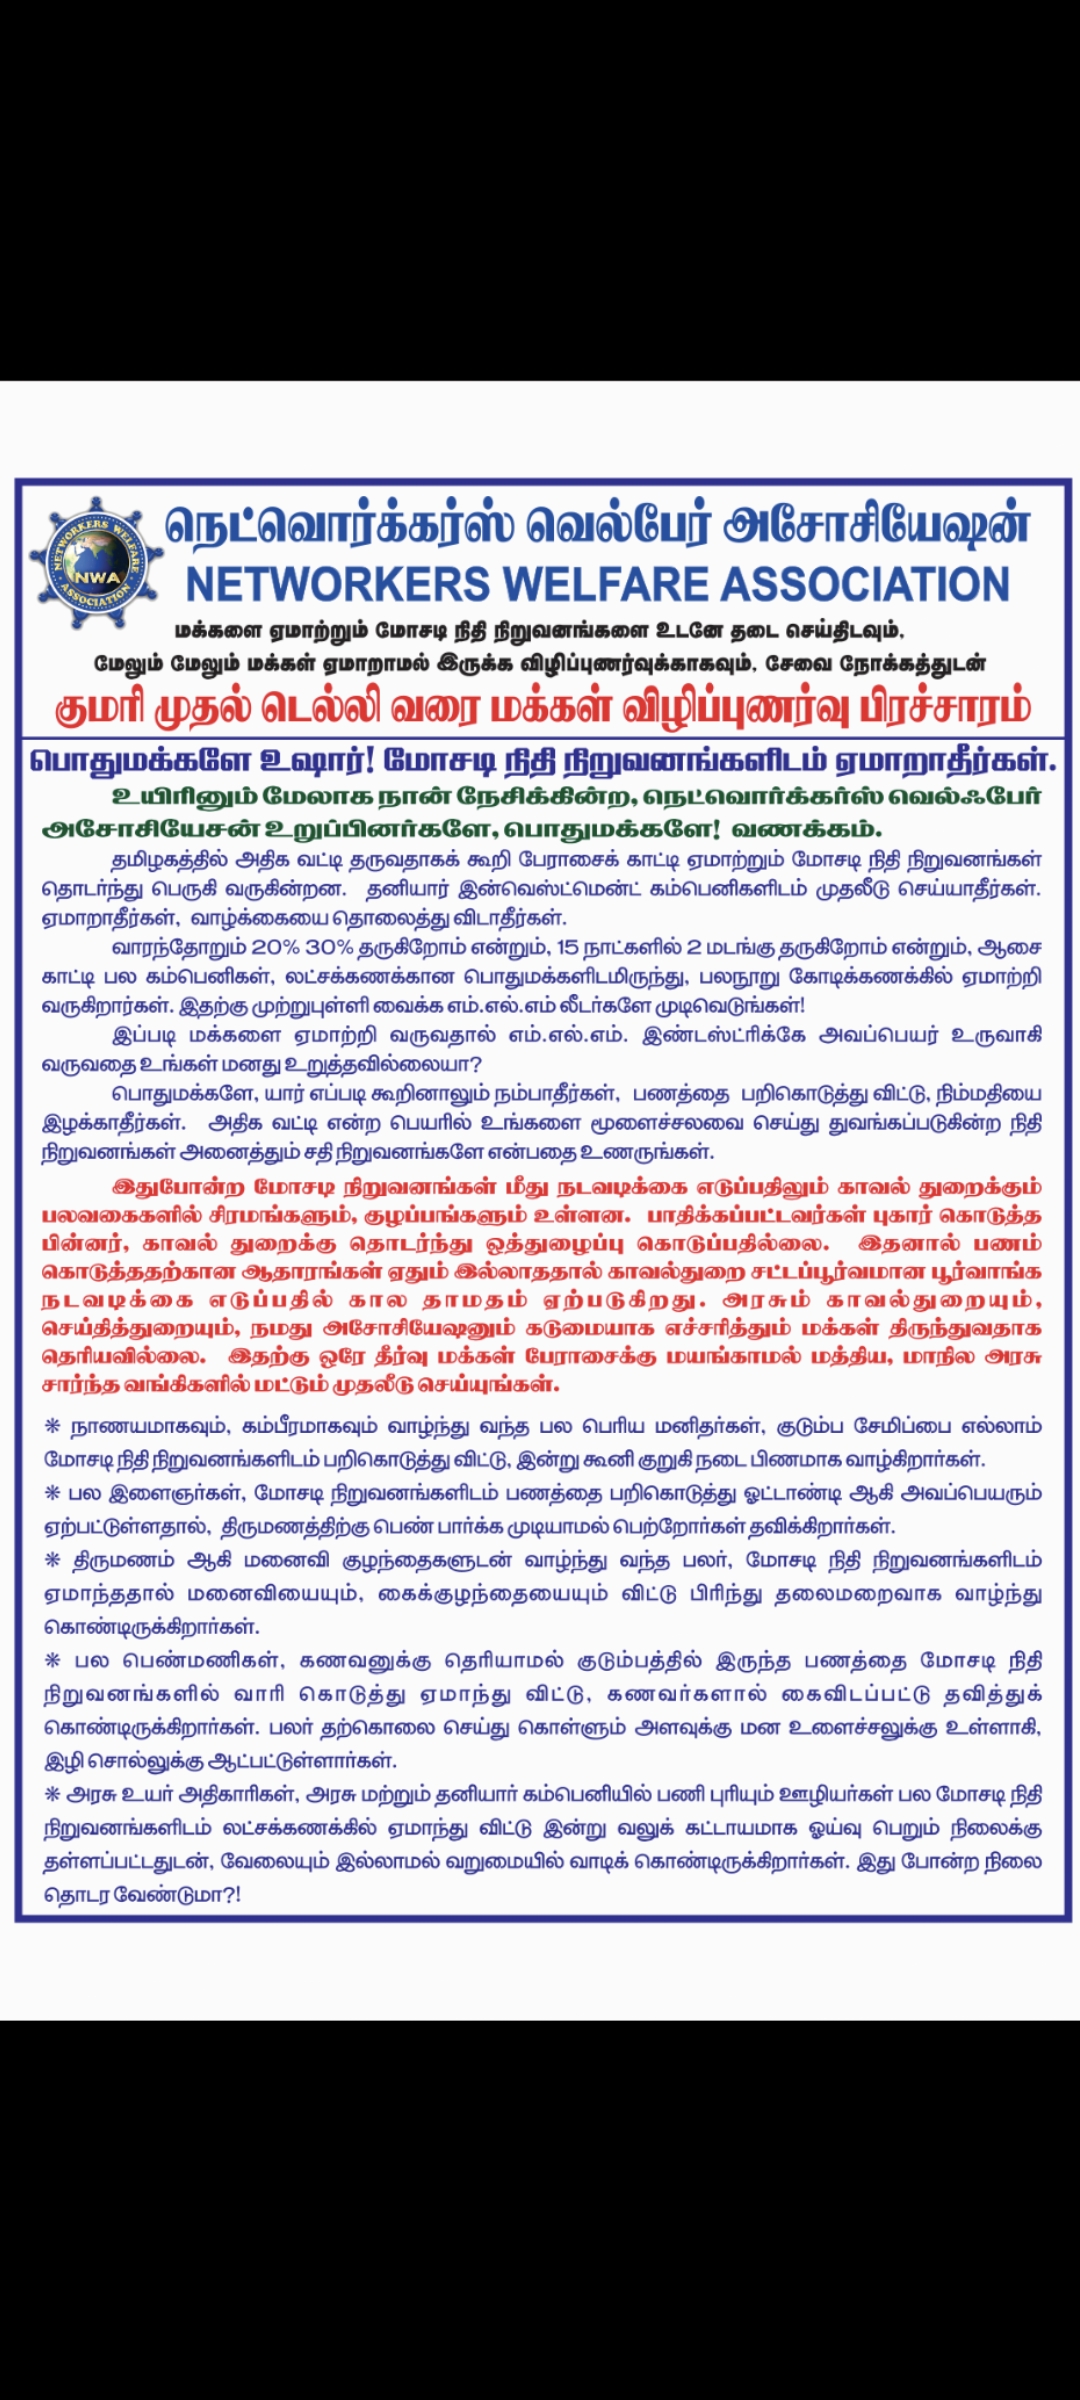 நெட்வொர்க்கர்ஸ் வெல்பேர் அசோசியேஷன்
NETWORKERS WELFARE ASSOCIATION
NETWORKERS WELFARE
NWA
ASSOCIATION
மக்களை ஏமாற்றும் மோசடி நிதி நிறுவனங்களை உடனே தடை செய்திடவும்,
மேலும் மேலும் மக்கள் ஏமாறாமல் இருக்க விழிப்புணர்வுக்காகவும், சேவை நோக்கத்துடன்
குமரி முதல் டெல்லி வரை மக்கள் விழிப்புணர்வு பிரச்சாரம்
பொதுமக்களே உஷார்! மோசடி நிதி நிறுவனங்களிடம் ஏமாறாதீர்கள்.
உயிரினும் மேலாக நான் நேசிக்கின்ற, நெட்வொர்க்கர்ஸ் வெல்ஃபேர்
அசோசியேசன் உறுப்பினர்களே, பொதுமக்களே! வணக்கம்.
தமிழகத்தில் அதிக வட்டி தருவதாகக் கூறி பேராசைக் காட்டி ஏமாற்றும் மோசடி நிதி நிறுவனங்கள்
தொடர்ந்து பெருகி வருகின்றன. தனியார் இன்வெஸ்ட்மென்ட் கம்பெனிகளிடம் முதலீடு செய்யாதீர்கள்.
ஏமாறாதீர்கள், வாழ்க்கையை தொலைத்து விடாதீர்கள்.
வாரந்தோறும் 20% 30% தருகிறோம் என்றும், 15 நாட்களில் 2 மடங்கு தருகிறோம் என்றும், ஆசை
காட்டி பல கம்பெனிகள், லட்சக்கணக்கான பொதுமக்களிடமிருந்து, பலநூறு கோடிக்கணக்கில் ஏமாற்றி
வருகிறார்கள். இதற்கு முற்றுபுள்ளி வைக்க எம்.எல்.எம் லீடர்களே முடிவெடுங்கள்!
இப்படி மக்களை ஏமாற்றி வருவதால் எம்.எல்.எம். இண்டஸ்ட்ரிக்கே அவப்பெயர் உருவாகி
வருவதை உங்கள் மனது உறுத்தவில்லையா?
பொதுமக்களே, யார் எப்படி கூறினாலும் நம்பாதீர்கள், பணத்தை பறிகொடுத்து விட்டு, நிம்மதியை
இழக்காதீர்கள். அதிக வட்டி என்ற பெயரில் உங்களை மூளைச்சலவை செய்து துவங்கப்படுகின்ற நிதி
நிறுவனங்கள் அனைத்தும் சதி நிறுவனங்களே என்பதை உணருங்கள்.
இதுபோன்ற மோசடி நிறுவனங்கள் மீது நடவடிக்கை எடுப்பதிலும் காவல் துறைக்கும்
பலவகைகளில் சிரமங்களும், குழப்பங்களும் உள்ளன. பாதிக்கப்பட்டவர்கள் புகார் கொடுத்த
பின்னர், காவல் துறைக்கு தொடர்ந்து ஒத்துழைப்பு கொடுப்பதில்லை. இதனால் பணம்
கொடுத்ததற்கான ஆதாரங்கள் ஏதும் இல்லாததால் காவல்துறை சட்டப்பூர்வமான பூர்வாங்க
நடவடிக்கை எடுப்பதில் கால தாமதம் ஏற்படுகிறது. அரசும் காவல்துறையும்,
செய்தித்துறையும், நமது அசோசியேஷனும் கடுமையாக எச்சரித்தும் மக்கள் திருந்துவதாக
தெரியவில்லை. இதற்கு ஒரே தீர்வு மக்கள் பேராசைக்கு மயங்காமல் மத்திய, மாநில அரசு
சார்ந்த வங்கிகளில் மட்டும் முதலீடு செய்யுங்கள்.
✳ நாணயமாகவும், கம்பீரமாகவும் வாழ்ந்து வந்த பல பெரிய மனிதர்கள், குடும்ப சேமிப்பை எல்லாம்
மோசடி நிதி நிறுவனங்களிடம் பறிகொடுத்து விட்டு, இன்று கூனி குறுகி நடை பிணமாக வாழ்கிறார்கள்.
✳ பல இளைஞர்கள், மோசடி நிறுவனங்களிடம் பணத்தை பறிகொடுத்து ஓட்டாண்டி ஆகி அவப்பெயரும்
ஏற்பட்டுள்ளதால், திருமணத்திற்கு பெண் பார்க்க முடியாமல் பெற்றோர்கள் தவிக்கிறார்கள்.
✳ திருமணம் ஆகி மனைவி குழந்தைகளுடன் வாழ்ந்து வந்த பலர், மோசடி நிதி நிறுவனங்களிடம்
ஏமாந்ததால் மனைவியையும், கைக்குழந்தையையும் விட்டு பிரிந்து தலைமறைவாக வாழ்ந்து
கொண்டிருக்கிறார்கள்.
✳ பல பெண்மணிகள், கணவனுக்கு தெரியாமல் குடும்பத்தில் இருந்த பணத்தை மோசடி நிதி
நிறுவனங்களில் வாரி கொடுத்து ஏமாந்து விட்டு, கணவர்களால் கைவிடப்பட்டு தவித்துக்
கொண்டிருக்கிறார்கள். பலர் தற்கொலை செய்து கொள்ளும் அளவுக்கு மன உளைச்சலுக்கு உள்ளாகி,
இழி சொல்லுக்கு ஆட்பட்டுள்ளார்கள்.
✳ அரசு உயர் அதிகாரிகள், அரசு மற்றும் தனியார் கம்பெனியில் பணி புரியும் ஊழியர்கள் பல மோசடி நிதி
நிறுவனங்களிடம் லட்சக்கணக்கில் ஏமாந்து விட்டு இன்று வலுக் கட்டாயமாக ஓய்வு பெறும் நிலைக்கு
தள்ளப்பட்டதுடன், வேலையும் இல்லாமல் வறுமையில் வாடிக் கொண்டிருக்கிறார்கள். இது போன்ற நிலை
தொடர வேண்டுமா?!